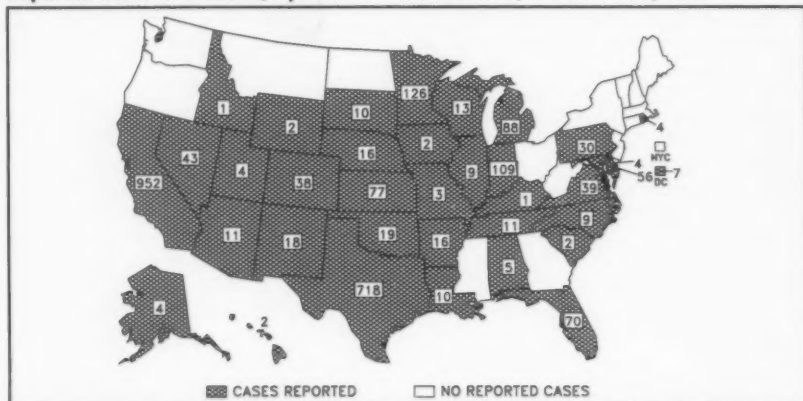 126
1 10 13 88
4
2 16 2 30
NYC
43 4 38 9 109 4
952 77 3 1 39 56 7
DC
11 18 19 16 11 9
2
718 10 5
4 2 70
CASES REPORTED NO REPORTED CASES